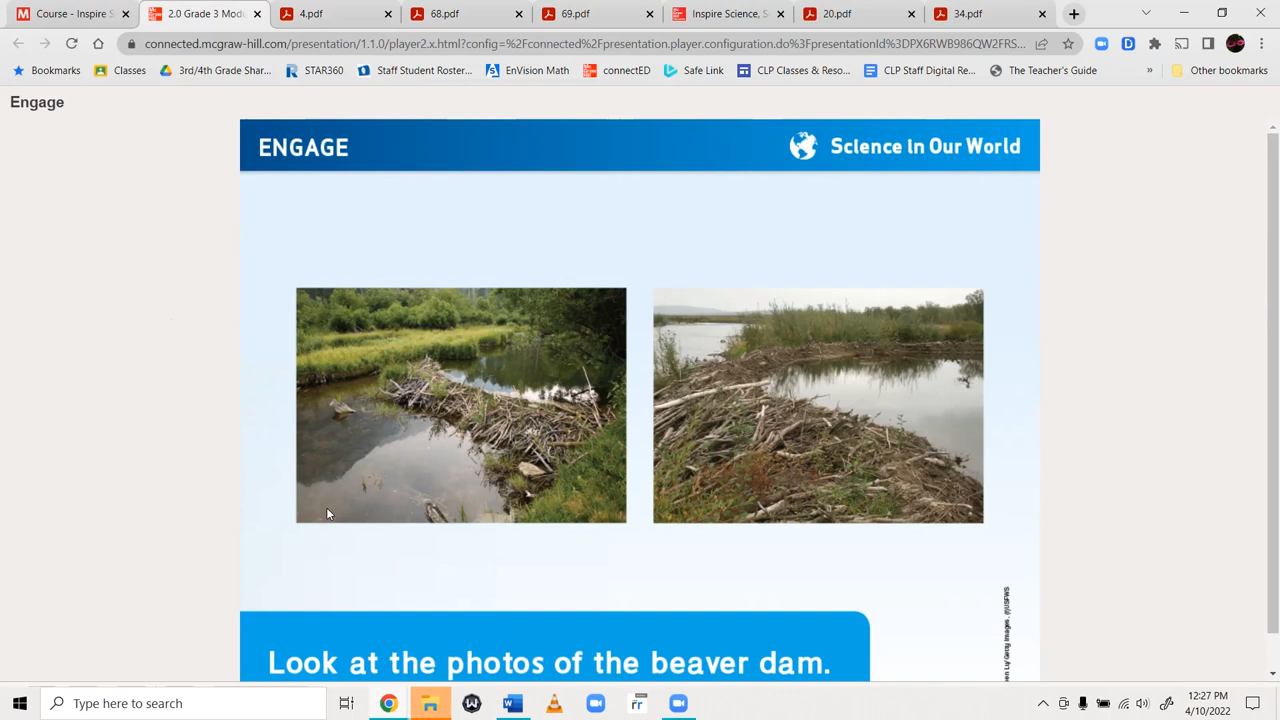 Course - Inspire S
2.0 Grade 3 Modu
4.pdf
68.pdf
69.pdf
Inspire Science, S
20.pdf
34.pdf
connected.mcgraw-hill.com/presentation/1.1.0/player2.x.html?config=%2Fconnected%2Fpresentation.player.configuration.do%3FpresentationId%3DPX6RWB986QW2FRS...
Bookmarks
Classes
3rd/4th Grade Shar...
STAR360
Staff Student Roster...
EnVision Math
connectED
Safe Link
CLP Classes & Reso...
CLP Staff Digital Re...
The Teacher's Guide
»
Other bookmarks
Engage
ENGAGE
Science in Our World
Look at the photos of the beaver dam.
Type here to search
W
rr
12:27 PM
4/10/2022